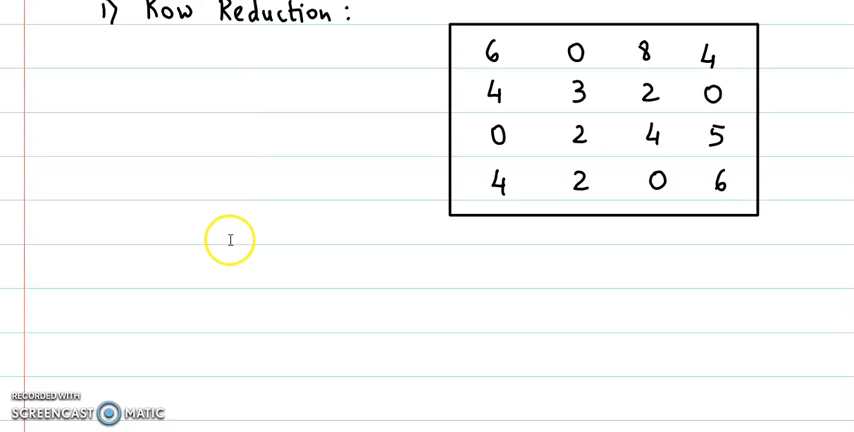 1) Row Reduction :
6 0 8 4
4 3 2 0
0 2 4 5
4 2 0 6
RECORDED WITH
SCREENCAST MATIC